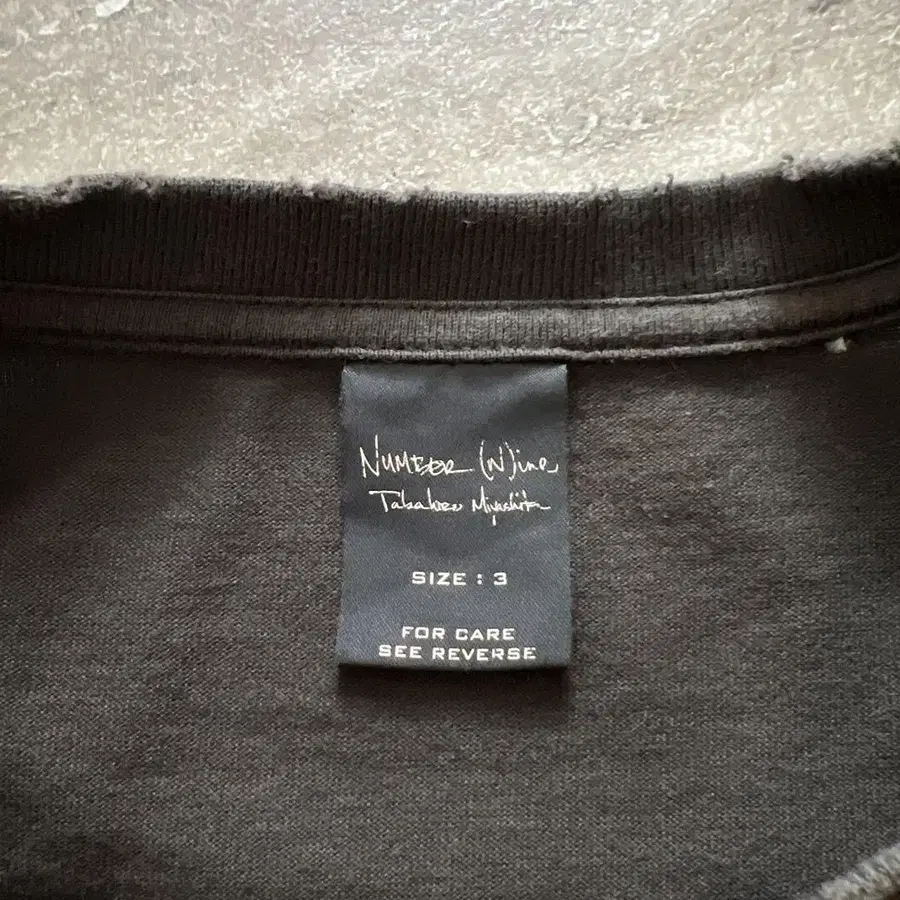 NUMBER (N)ine
Takahiro Miyashita
SIZE : 3
FOR CARE
SEE REVERSE